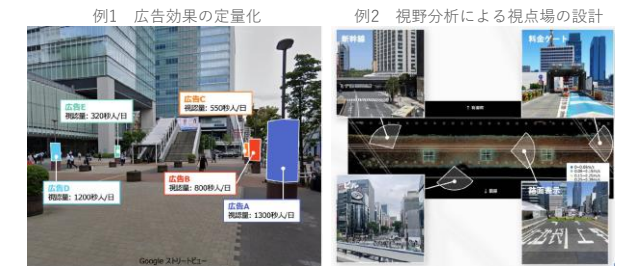 例1　広告効果の定量化
例2　視野分析による視点場の設計
広告E
視認量: 320秒人/日
広告C
視認量: 550秒人/日
広告D
視認量: 1200秒人/日
広告B
視認量: 800秒人/日
広告A
視認量: 1300秒人/日
Google ストリートビュー
新幹線
料金ゲート
ビル
路面表示